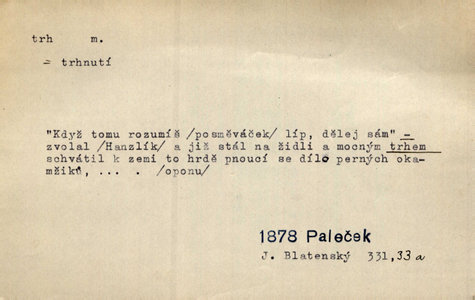 trh m.
= trhnutí
"Když tomu rozumíš /posměváček/ líp, dělej sám" –
zvolal /Hanzlík/ a již stál na židli a mocným trhem
schvátil k zemi to hrdě pnoucí se dílo perných oka-
mžiků, ... . /oponu/
1878 Paleček
J. Blatenský 331,33a